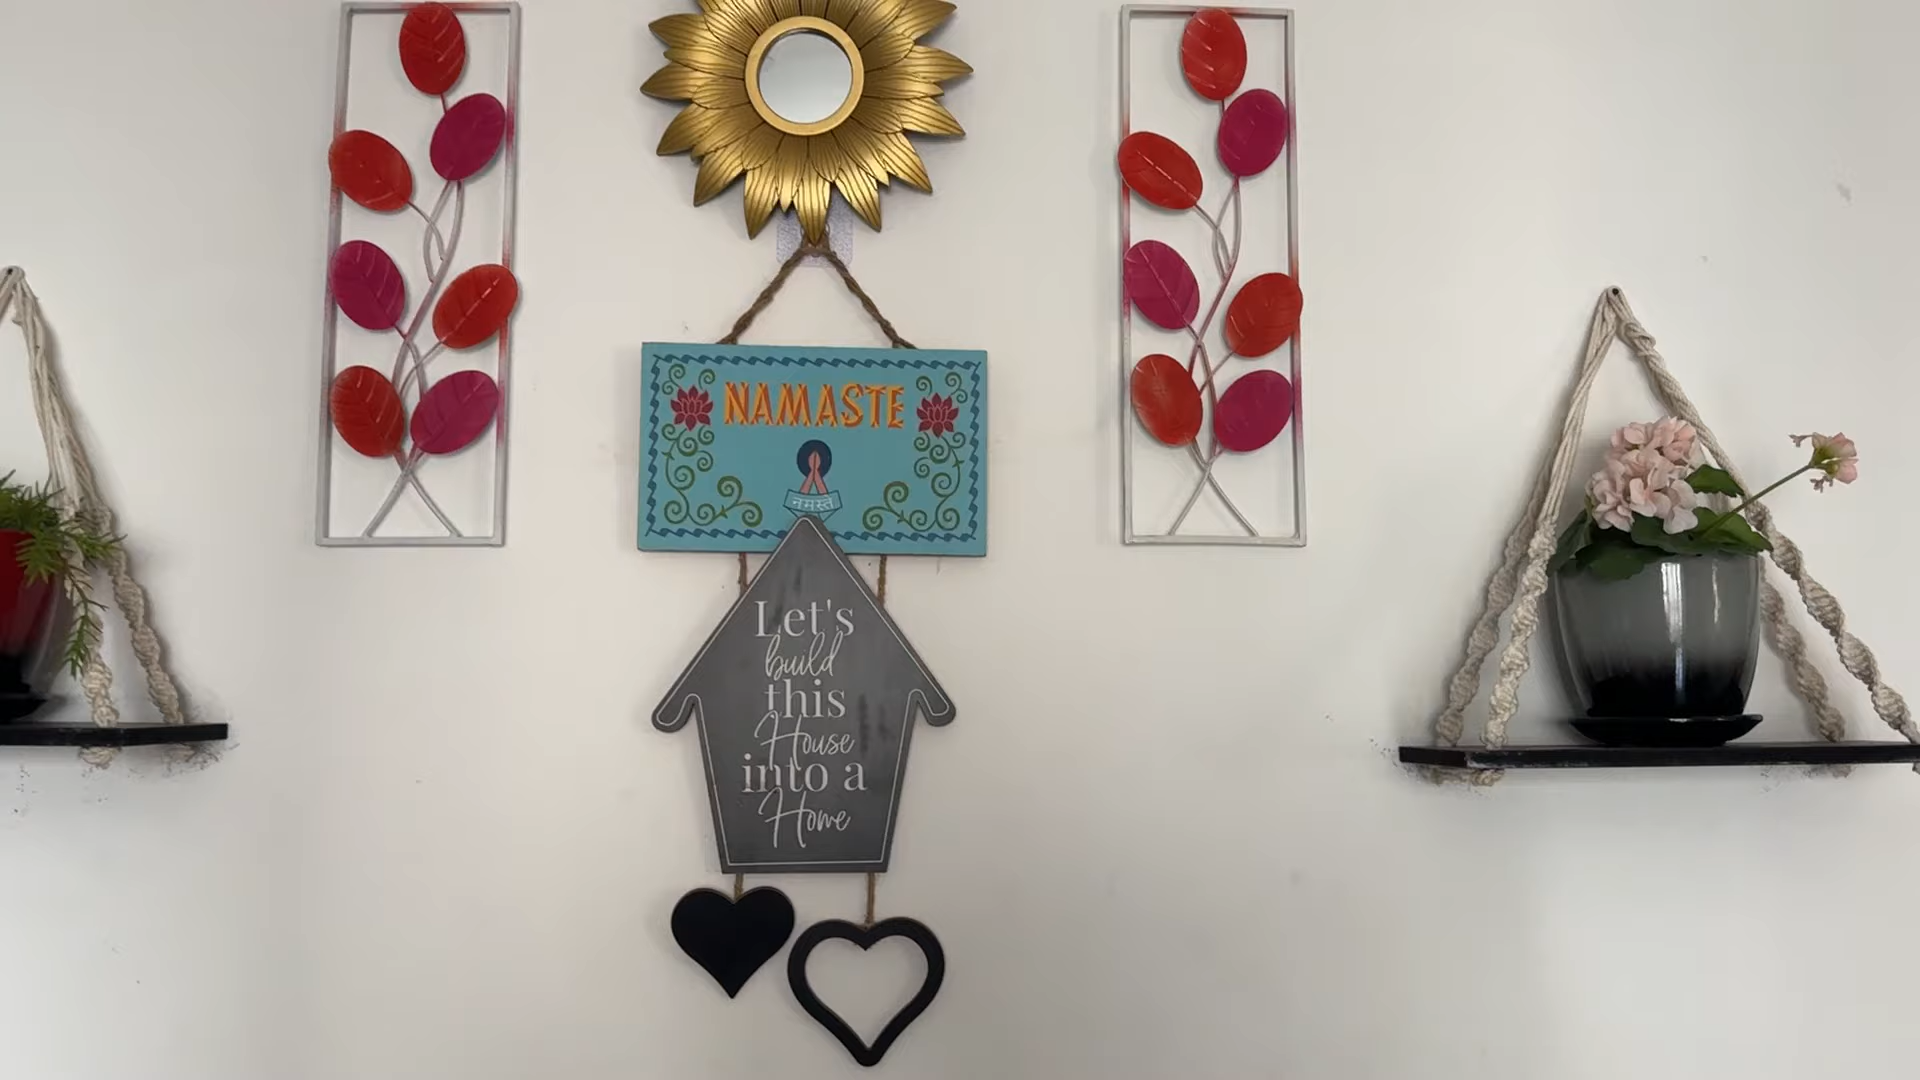 NAMASTE
नमस्ते
Let's
build
this
House
into a
Home